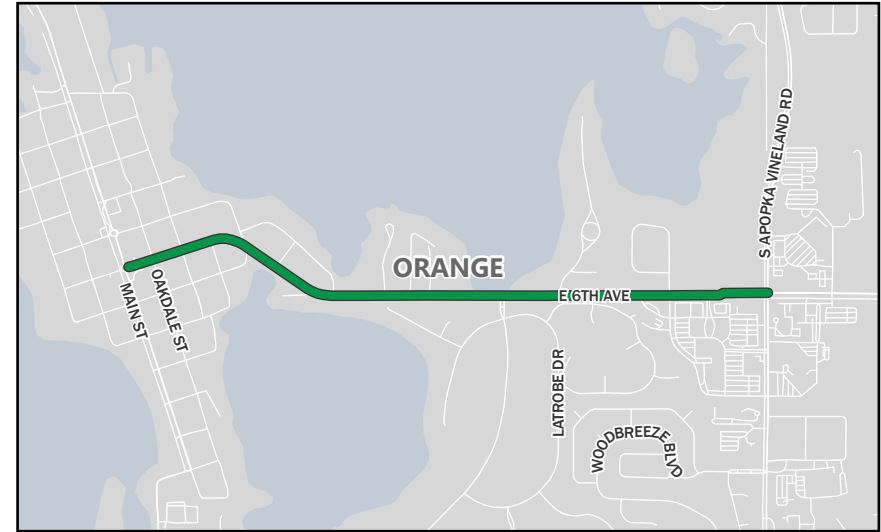 S APOPKA VINELAND RD
ORANGE
E 6TH AVE
OAKDALE ST
MAIN ST
LATROBE DR
WOODBREEZE BLVD